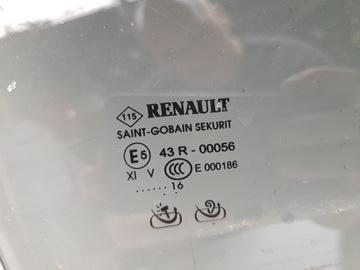 115 RENAULT
SAINT-GOBAIN SEKURIT
E5 43 R - 00056
XI V CCC E 000186
...... 16